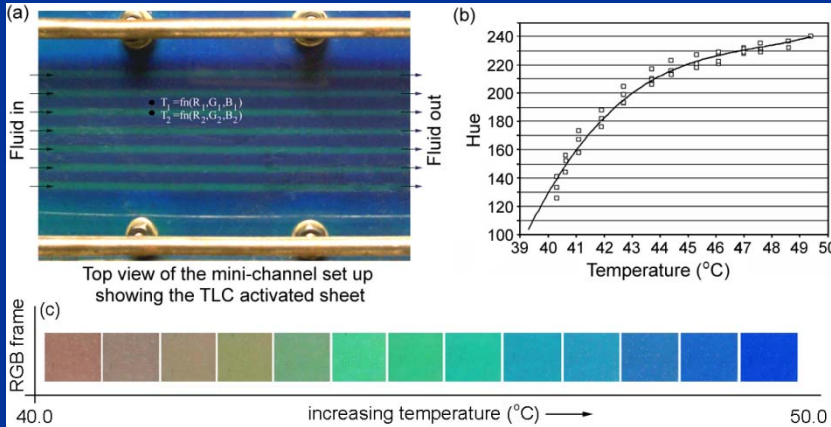 (a)
T1 =fn(R1,G1,B1)
T2 =fn(R2,G2,B2)
Fluid in
Fluid out
Top view of the mini-channel set up
showing the TLC activated sheet
(b)
Hue
240
220
200
180
160
140
120
100
39 40 41 42 43 44 45 46 47 48 49 50
Temperature (°C)
(c)
RGB frame
40.0
increasing temperature (°C)
50.0